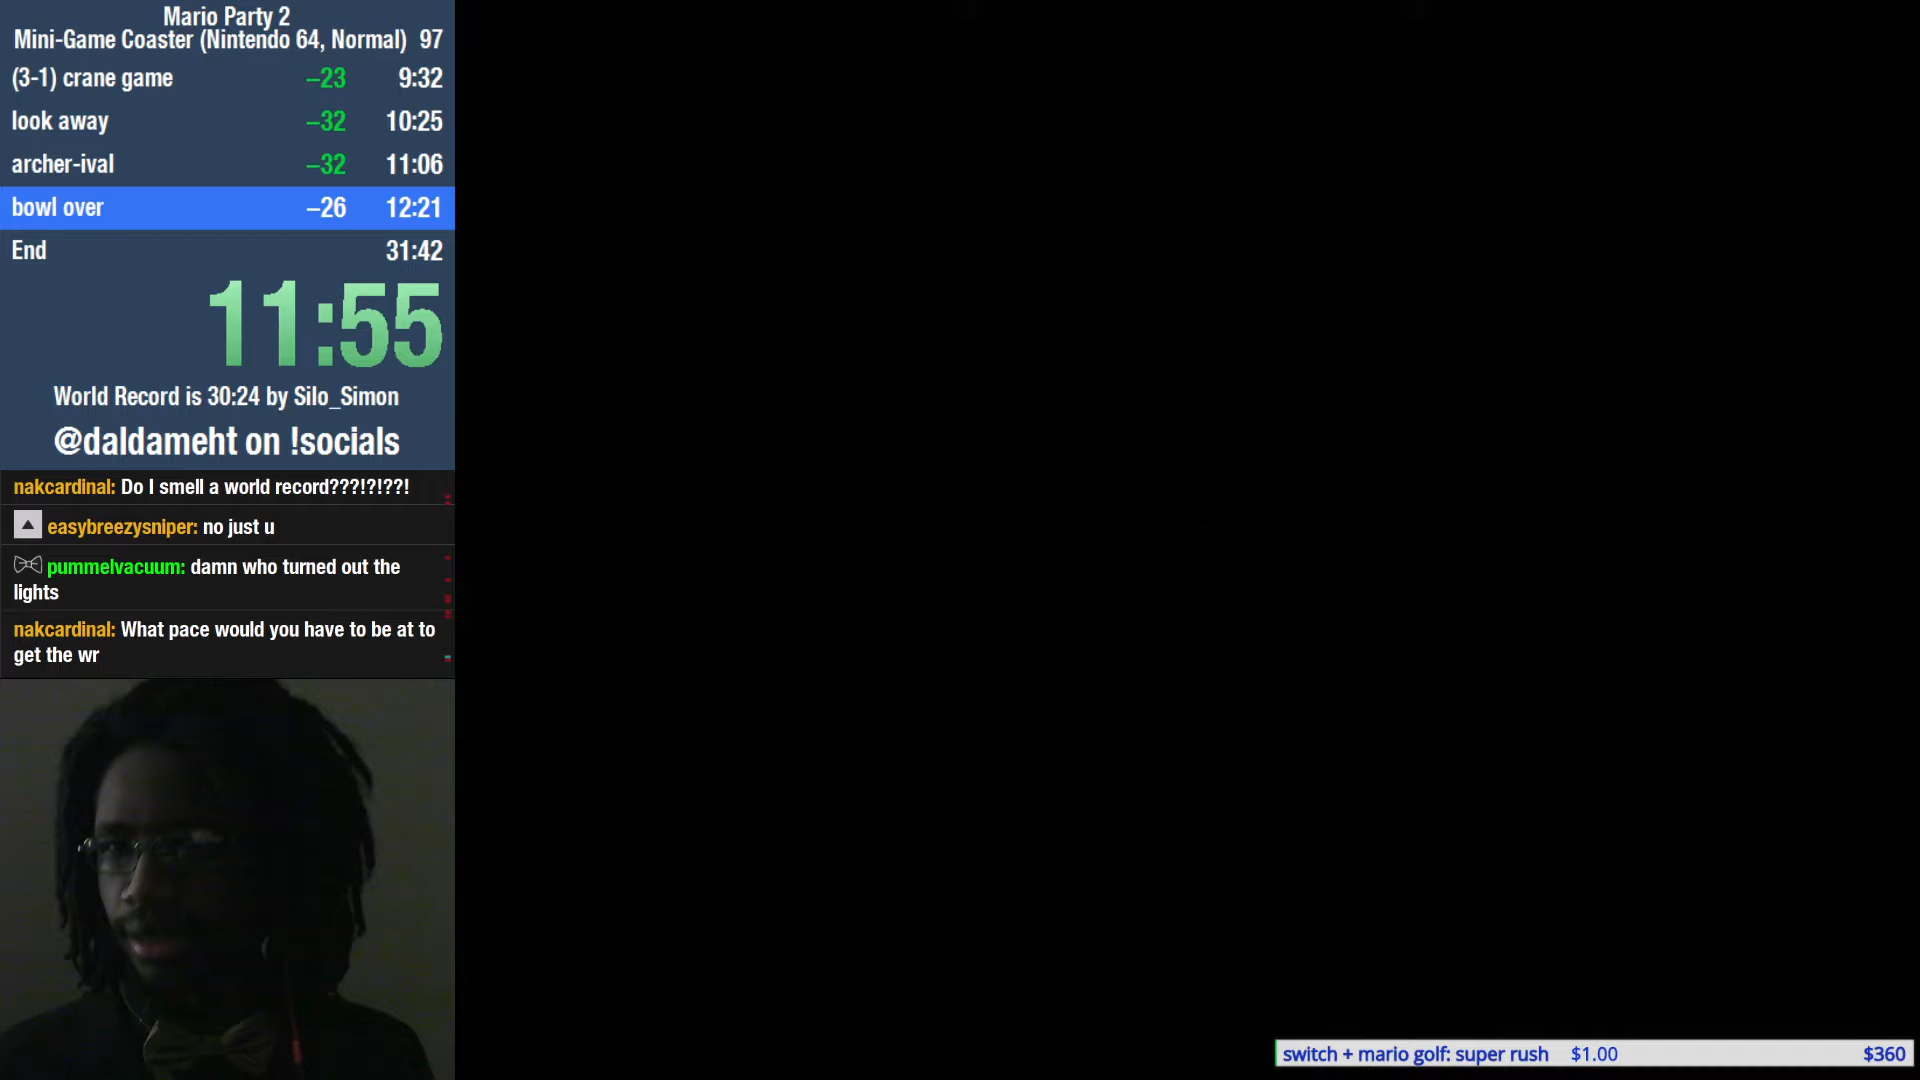 Mario Party 2
Mini-Game Coaster (Nintendo 64, Normal) 97
(3-1) crane game −23 9:32
look away −32 10:25
archer-ival −32 11:06
bowl over −26 12:21
End 31:42
11:55
World Record is 30:24 by Silo_Simon
@daldameht on !socials
nakcardinal: Do I smell a world record???!?!??!
easybreezysniper: no just u
pummelvacuum: damn who turned out the
lights
nakcardinal: What pace would you have to be at to
get the wr
switch + mario golf: super rush $1.00 $360